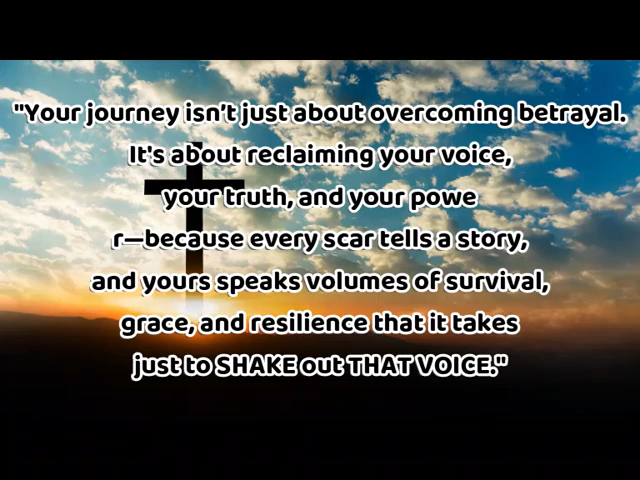 "Your journey isn’t just about overcoming betrayal.
It's about reclaiming your voice,
your truth, and your powe
r—because every scar tells a story,
and yours speaks volumes of survival,
grace, and resilience that it takes
just to SHAKE out THAT VOICE."